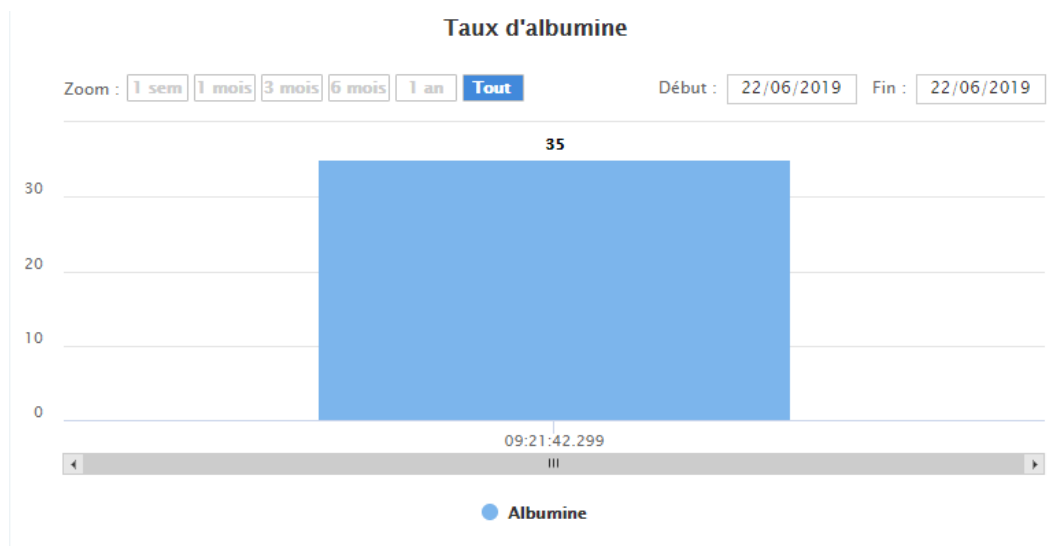 Taux d'albumine
Zoom : 1 sem 1 mois 3 mois 6 mois 1 an Tout Début : 22/06/2019 Fin : 22/06/2019
35
30
20
10
0
09:21:42.299
Albumine